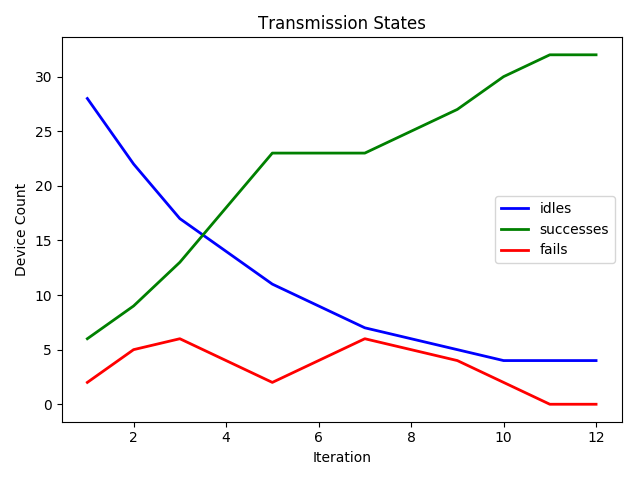 Transmission States
Device Count
30
25
20
15
10
5
0
idles
successes
fails
2 4 6 8 10 12
Iteration